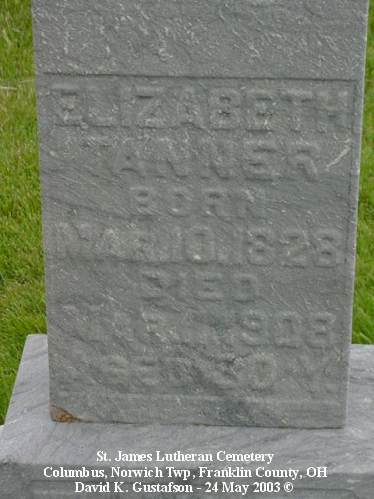 ELIZABETH
TANNER
BORN
MAR. 10, 1828
DIED
1908
St. James Lutheran Cemetery
Columbus, Norwich Twp, Franklin County, OH
David K. Gustafson - 24 May 2003 ©